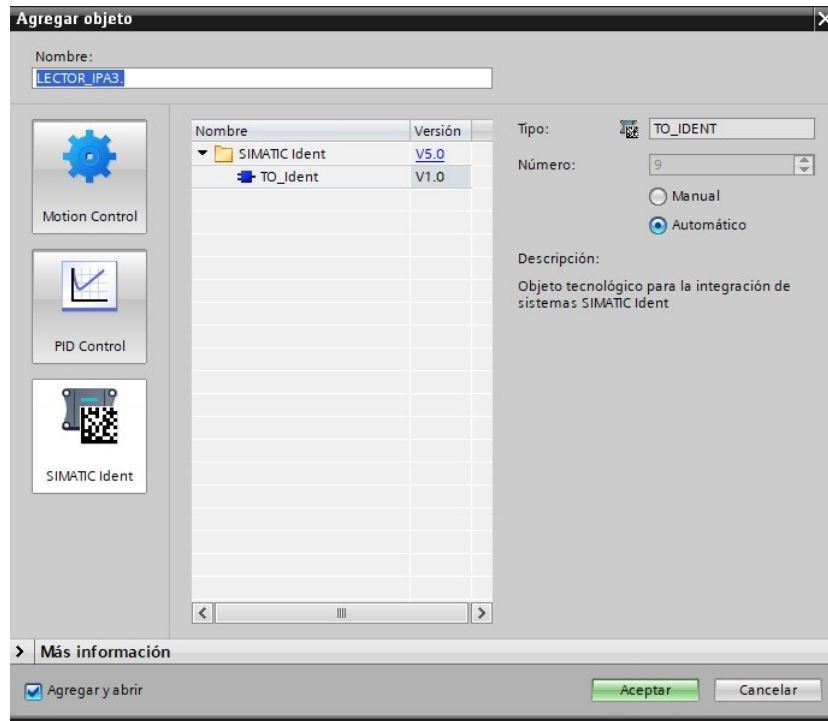 Agregar objeto
Nombre:
LECTOR_IPA3.
Motion Control
PID Control
SIMATIC Ident
Nombre Versión
SIMATIC Ident V5.0
TO_Ident V1.0
Tipo: TO_IDENT
Número: 9
Manual
Automático
Descripción:
Objeto tecnológico para la integración de
sistemas SIMATIC Ident
Más información
Agregar y abrir
Aceptar
Cancelar